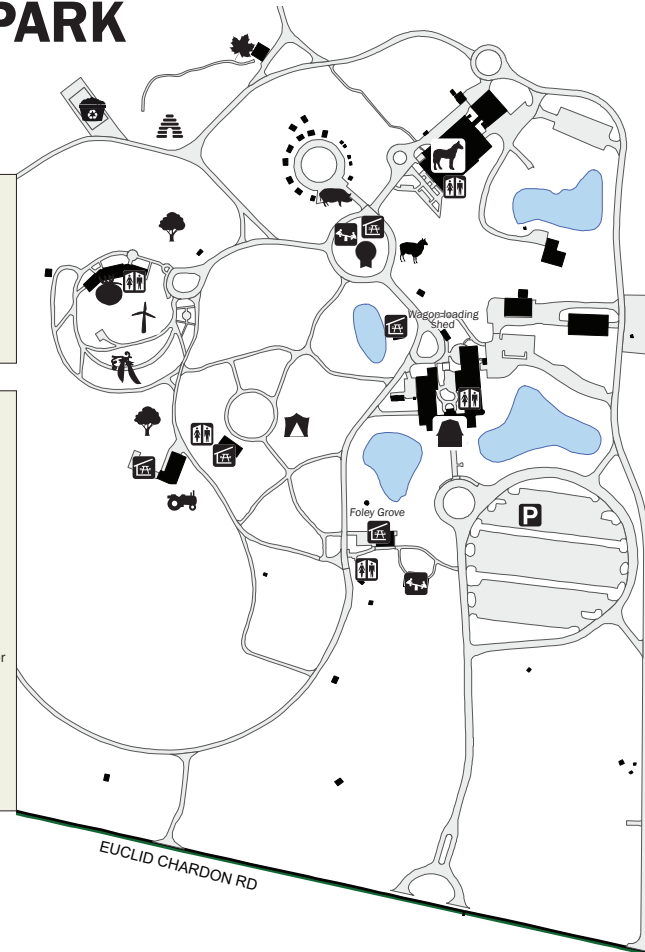 PARK
Wagon loading
shed
Foley Grove
P
r
EUCLID CHARDON RD